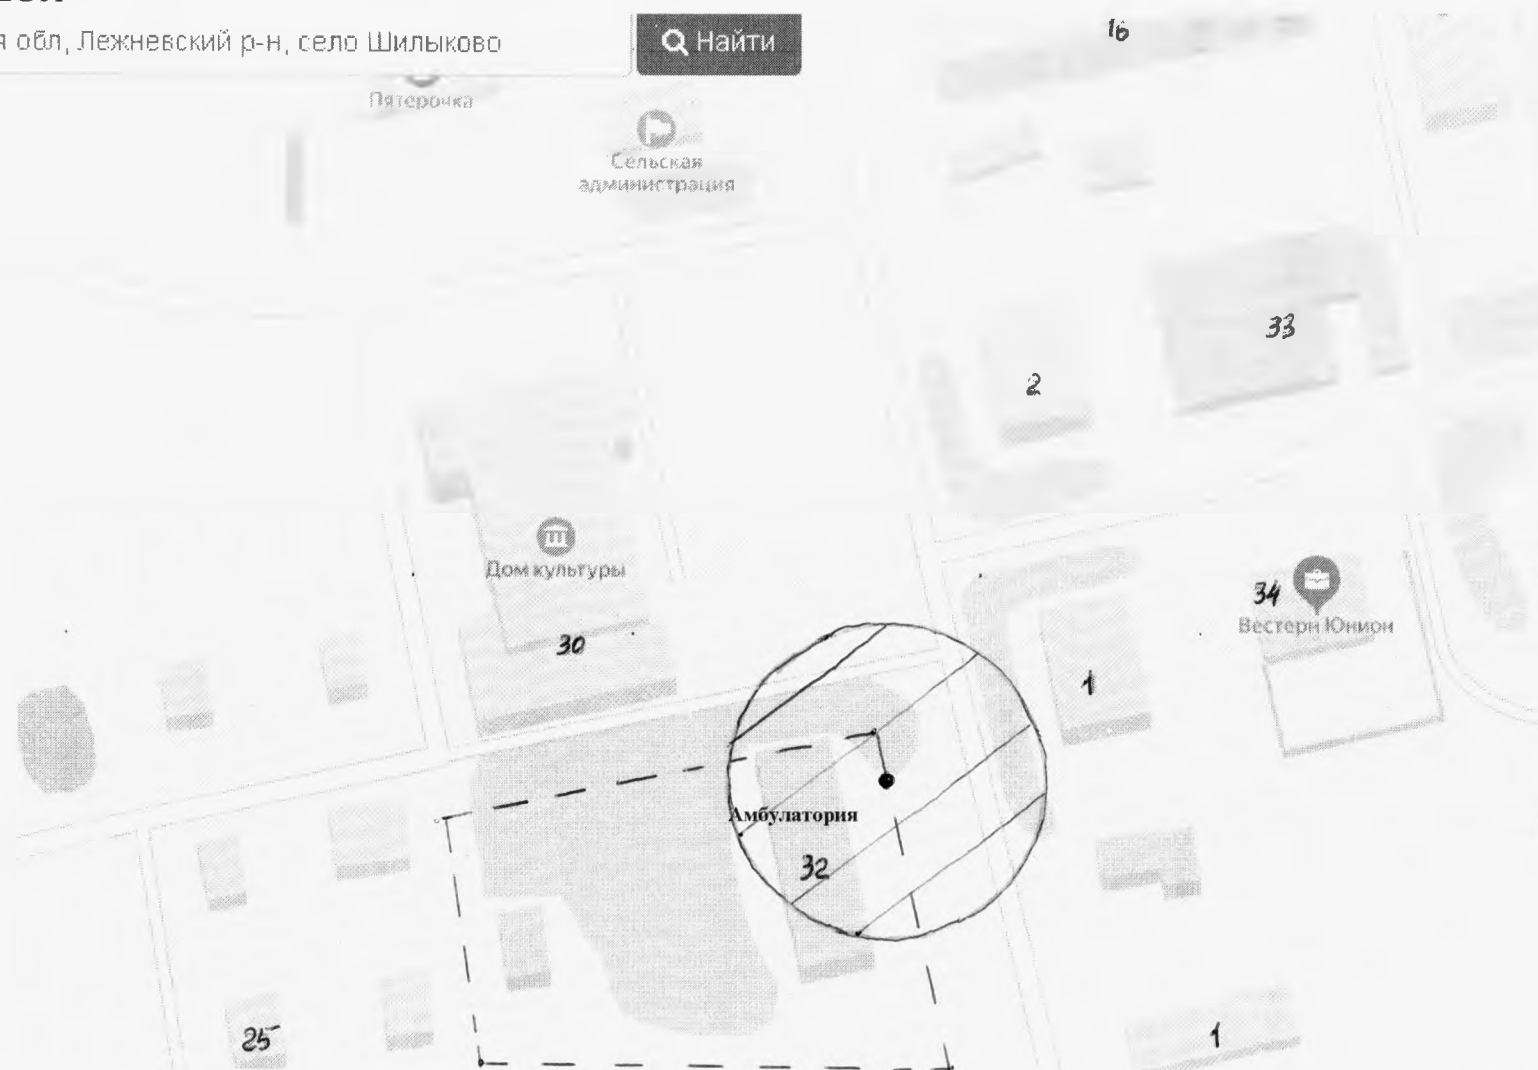 я обл, Лежневский р-н, село Шилыково
Найти
16
Пятерочка
Сельская
администрация
33
2
Дом культуры
34
Вестерн Юнион
30
1
Амбулатория
32
25
1